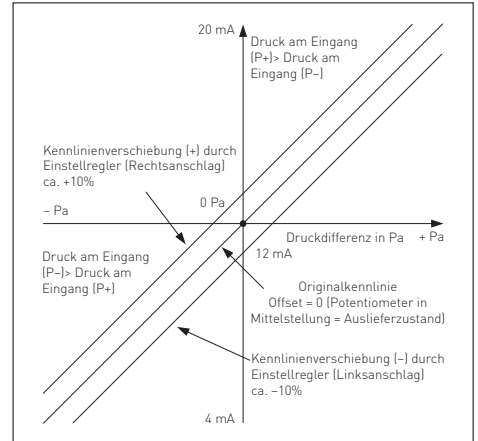 20 mA
Druck am Eingang
(P+)> Druck am
Eingang (P–)
Kennlinienverschiebung (+) durch
Einstellregler (Rechtsanschlag)
ca. +10%
0 Pa
– Pa
Druckdifferenz in Pa
+ Pa
12 mA
Druck am Eingang
(P–)> Druck am
Eingang (P+)
Originalkennlinie
Offset = 0 (Potentiometer in
Mittelstellung = Auslieferzustand)
Kennlinienverschiebung (–) durch
Einstellregler (Linksanschlag)
ca. –10%
4 mA